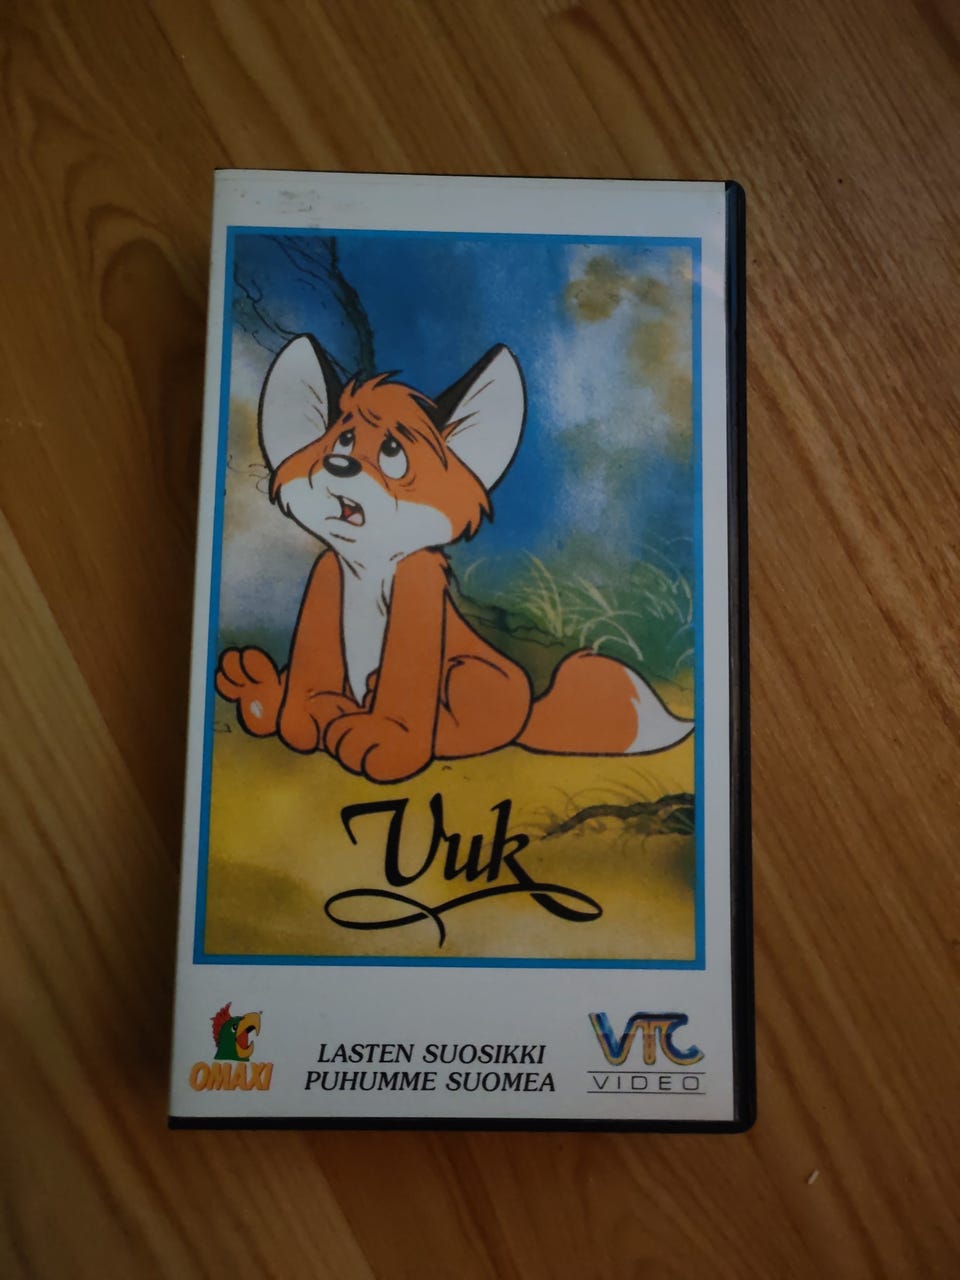 Vuk
OMAXI
LASTEN SUOSIKKI
PUHUMME SUOMEA
VTC
VIDEO